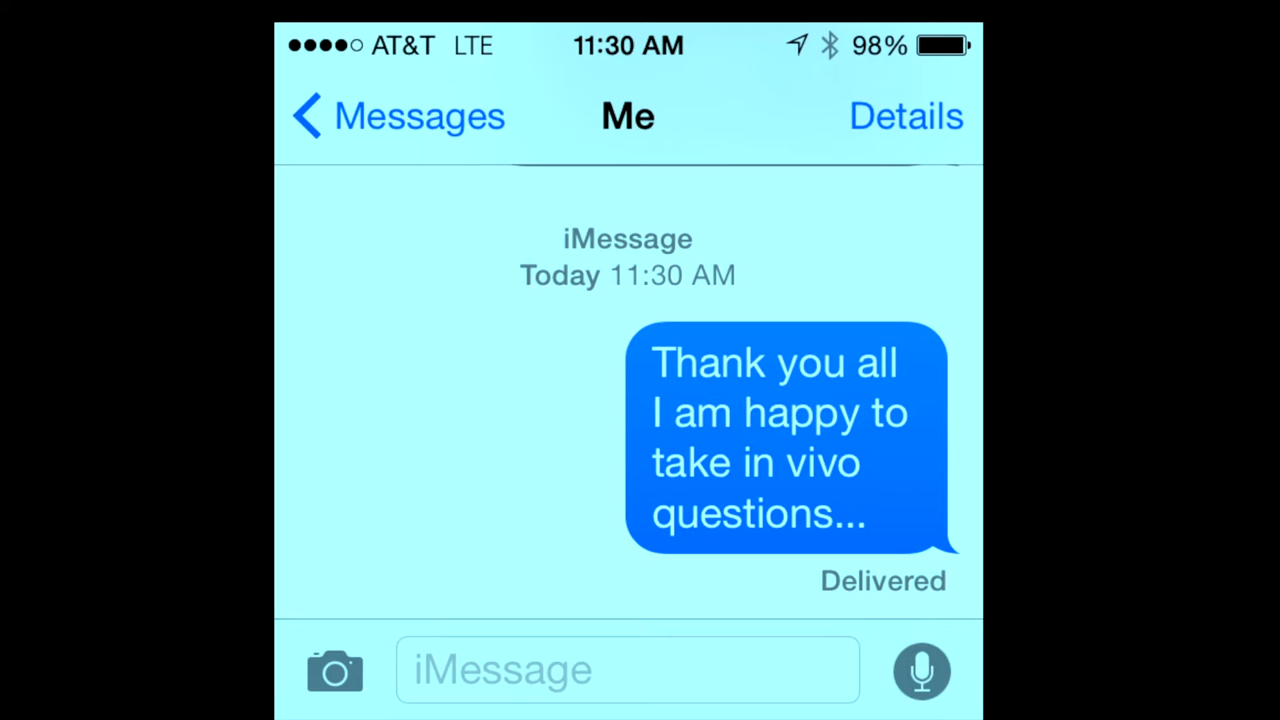 AT&T LTE 11:30 AM 98%
Messages Me Details
iMessage
Today 11:30 AM
Thank you all
I am happy to
take in vivo
questions...
Delivered
iMessage